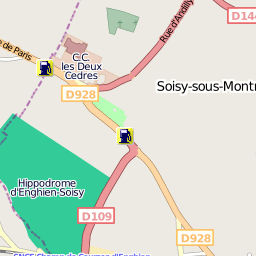 D144
e de Paris
Rue d'Andilly
C.C.
les Deux
Cedres
D928
Soisy-sous-Montm
Hippodrome
d'Enghien-Soisy
D109
D928